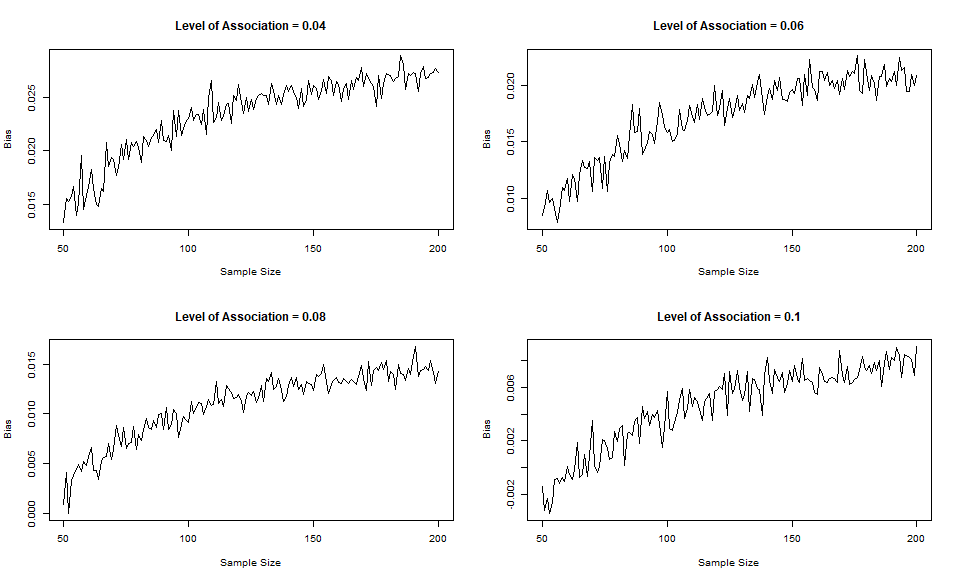 Level of Association = 0.04
Bias
0.015 0.020 0.025
50 100 150 200
Sample Size
Level of Association = 0.06
Bias
0.010 0.015 0.020
50 100 150 200
Sample Size
Level of Association = 0.08
Bias
0.000 0.005 0.010 0.015
50 100 150 200
Sample Size
Level of Association = 0.1
Bias
-0.002 0.002 0.006
50 100 150 200
Sample Size